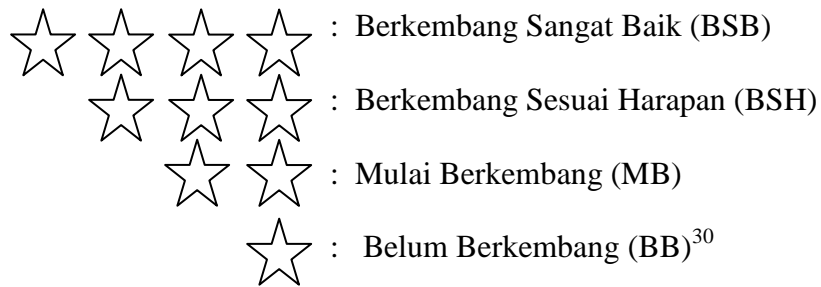 : Berkembang Sangat Baik (BSB)
: Berkembang Sesuai Harapan (BSH)
: Mulai Berkembang (MB)
: Belum Berkembang (BB)30